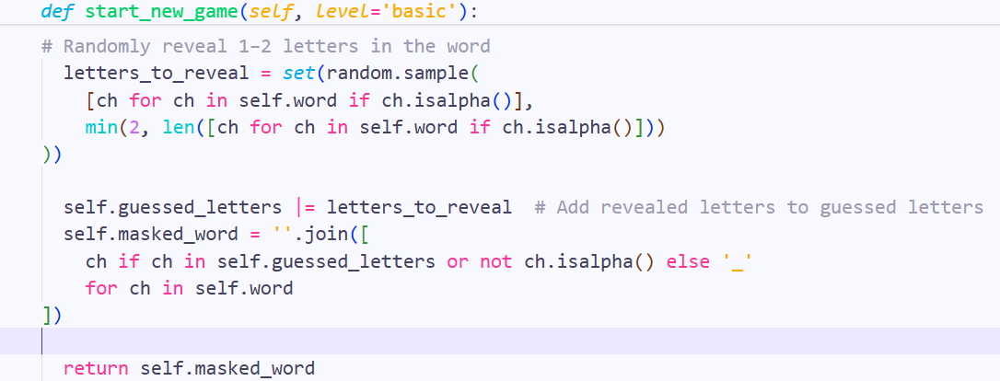 def start_new_game(self, level='basic'):
# Randomly reveal 1–2 letters in the word
letters_to_reveal = set(random.sample(
[ch for ch in self.word if ch.isalpha()],
min(2, len([ch for ch in self.word if ch.isalpha()]))
))
self.guessed_letters |= letters_to_reveal  # Add revealed letters to guessed letters
self.masked_word = ''.join([
ch if ch in self.guessed_letters or not ch.isalpha() else '_'
for ch in self.word
])
return self.masked_word